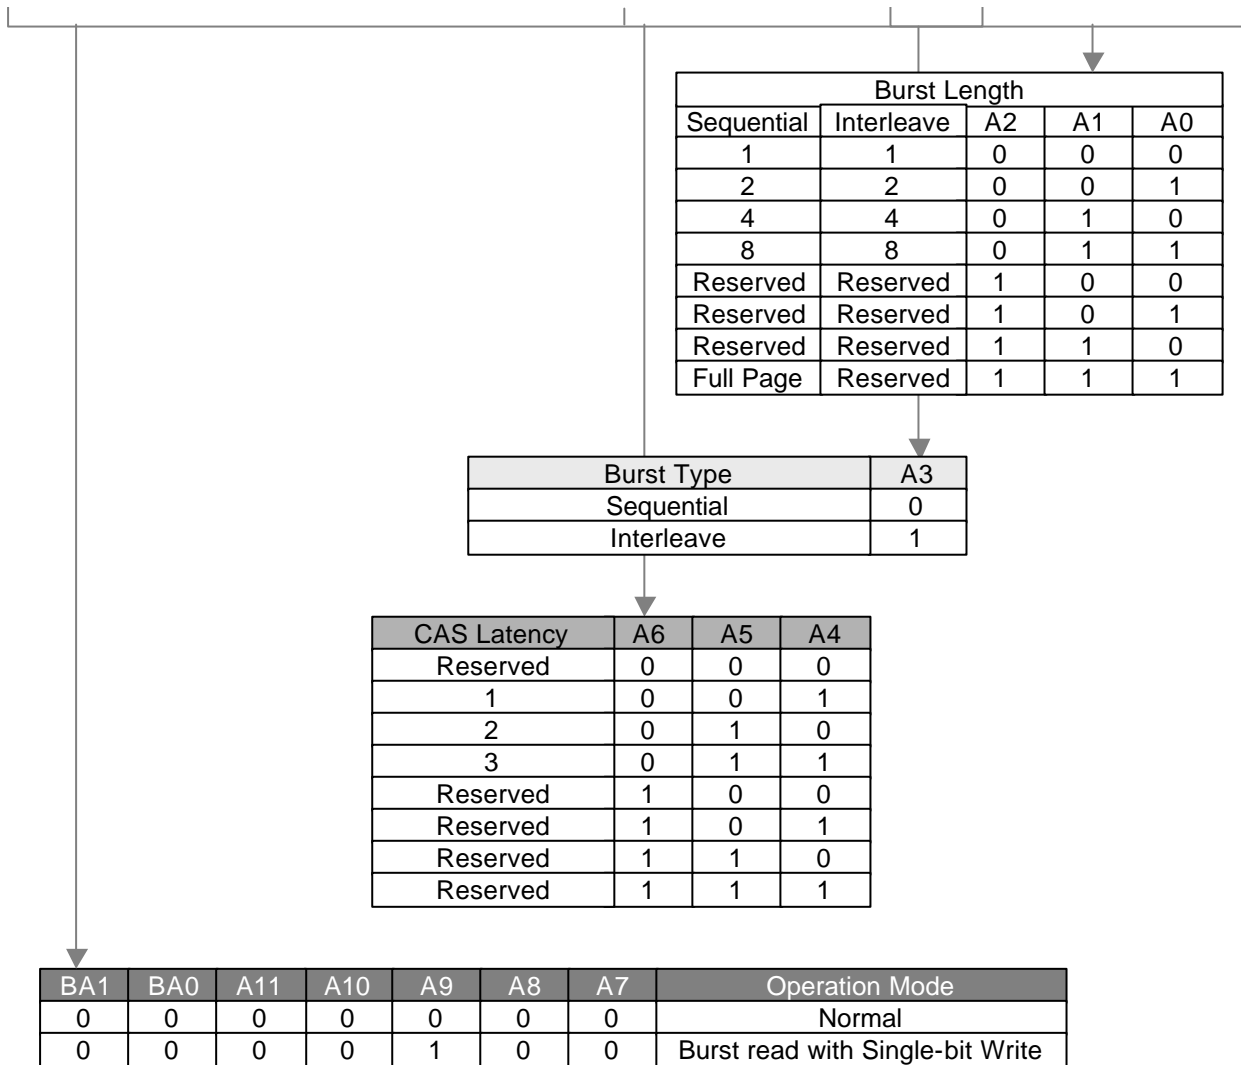 Burst Length
Sequential Interleave A2 A1 A0
1 1 0 0 0
2 2 0 0 1
4 4 0 1 0
8 8 0 1 1
Reserved Reserved 1 0 0
Reserved Reserved 1 0 1
Reserved Reserved 1 1 0
Full Page Reserved 1 1 1
Burst Type A3
Sequential 0
Interleave 1
CAS Latency A6 A5 A4
Reserved 0 0 0
1 0 0 1
2 0 1 0
3 0 1 1
Reserved 1 0 0
Reserved 1 0 1
Reserved 1 1 0
Reserved 1 1 1
BA1 BA0 A11 A10 A9 A8 A7 Operation Mode
0 0 0 0 0 0 0 Normal
0 0 0 0 1 0 0 Burst read with Single-bit Write